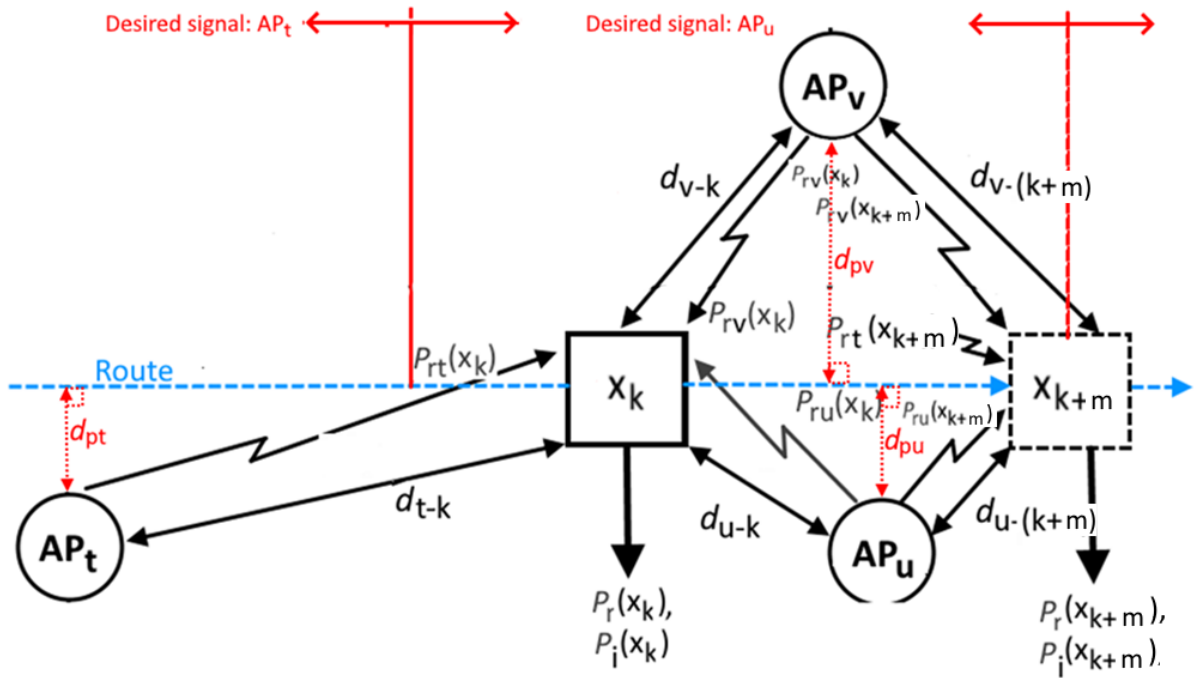 Desired signal: APt
Desired signal: APu
APv
dv-k
Prv(xk)
dv-(k+m)
Prv(xk+m)
dpv
Prv(xk)
Prt(xk+m)
Prt(xk)
Route
xk
xk+m
Pru(xk)
Pru(xk+m)
dpt
dpu
dt-k
du-k
du-(k+m)
APt
APu
Pr(xk),
Pi(xk)
Pr(xk+m),
Pi(xk+m).